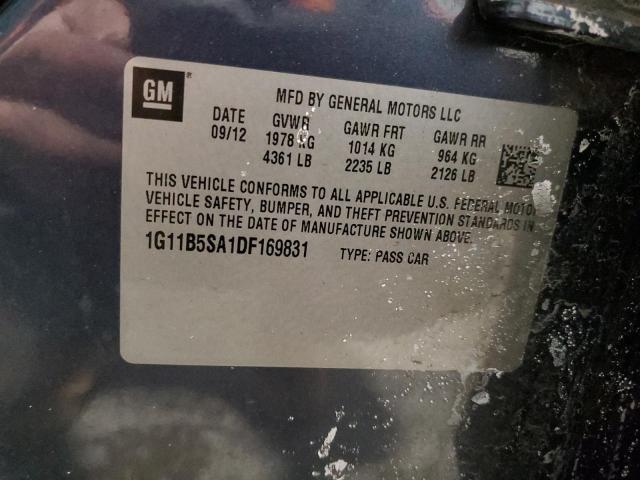 GM ®
MFD BY GENERAL MOTORS LLC
DATE GVWR GAWR FRT GAWR RR
09/12 1978 KG 1014 KG 964 KG
4361 LB 2235 LB 2126 LB
THIS VEHICLE CONFORMS TO ALL APPLICABLE U.S. FEDERAL MOTOR
VEHICLE SAFETY, BUMPER, AND THEFT PREVENTION STANDARDS IN
EFFECT ON THE DATE OF MANUFACTURE SHOWN ABOVE.
1G11B5SA1DF169831 TYPE: PASS CAR